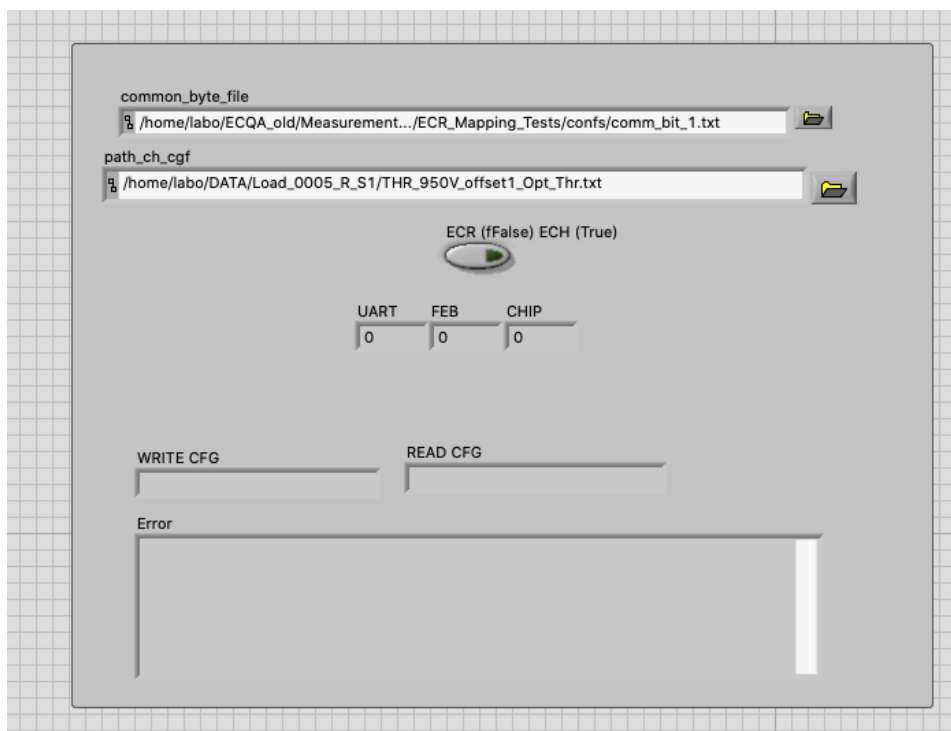 common_byte_file
/home/labo/ECQA_old/Measurement.../ECR_Mapping_Tests/confs/comm_bit_1.txt
path_ch_cgf
/home/labo/DATA/Load_0005_R_S1/THR_950V_offset1_Opt_Thr.txt
ECR (fFalse) ECH (True)
UART FEB CHIP
0 0 0
WRITE CFG READ CFG
Error